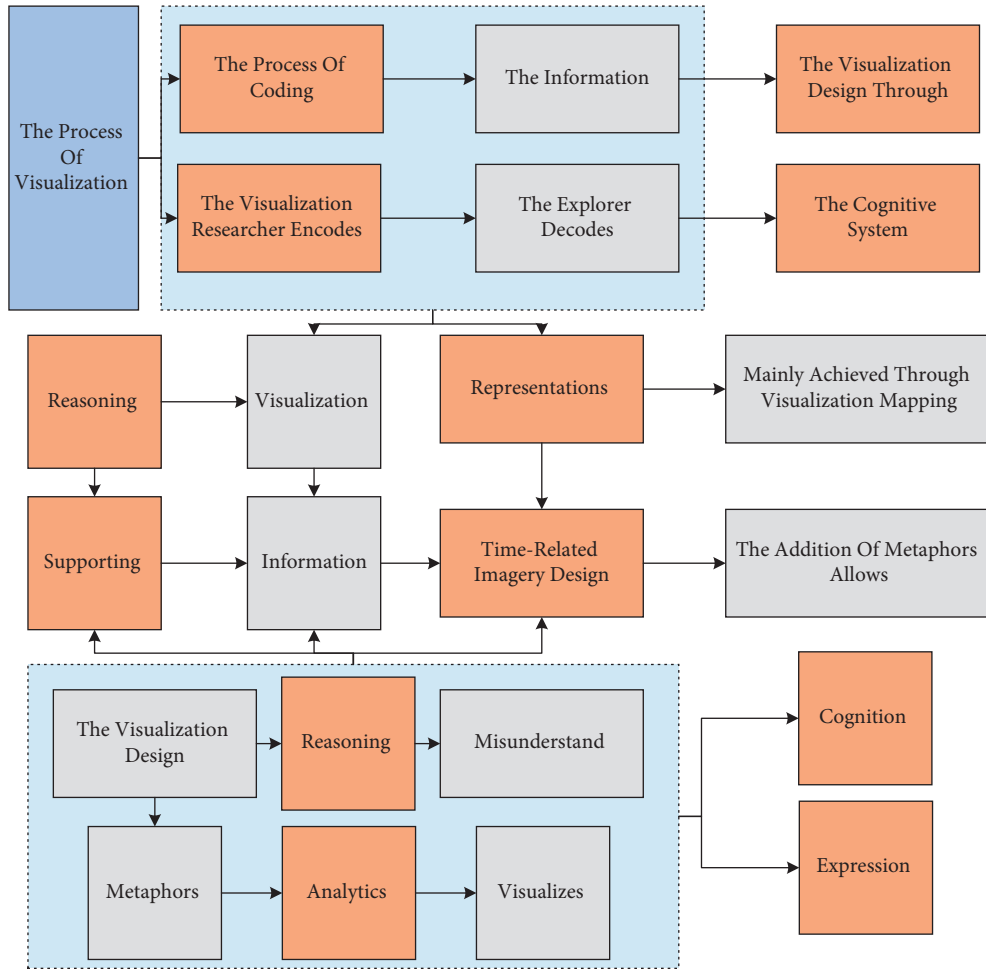 The Process
Of
Visualization
The Process Of
Coding
The Information
The Visualization
Design Through
The Visualization
Researcher Encodes
The Explorer
Decodes
The Cognitive
System
Reasoning
Visualization
Representations
Mainly Achieved Through
Visualization Mapping
Supporting
Information
Time-Related
Imagery Design
The Addition Of Metaphors
Allows
The Visualization
Design
Reasoning
Misunderstand
Cognition
Metaphors
Analytics
Visualizes
Expression